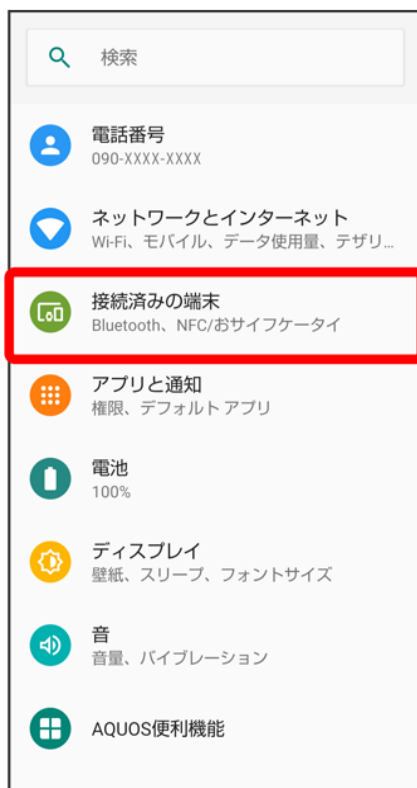 検索
電話番号
090-XXXX-XXXX
ネットワークとインターネット
Wi-Fi、モバイル、データ使用量、テザリ...
接続済みの端末
Bluetooth、NFC/おサイフケータイ
アプリと通知
権限、デフォルト アプリ
電池
100%
ディスプレイ
壁紙、スリープ、フォントサイズ
音
音量、バイブレーション
AQUOS便利機能